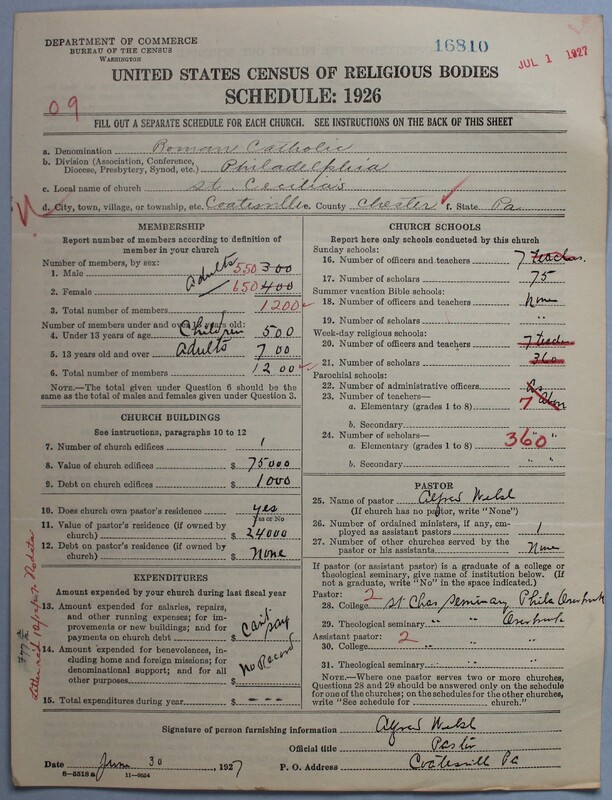 DEPARTMENT OF COMMERCE
BUREAU OF THE CENSUS
WASHINGTON
16810
JUL 1 1927
UNITED STATES CENSUS OF RELIGIOUS BODIES
SCHEDULE: 1926
09
FILL OUT A SEPARATE SCHEDULE FOR EACH CHURCH. SEE INSTRUCTIONS ON THE BACK OF THIS SHEET
a. Denomination Roman Catholic
b. Division (Association, Conference, Diocese, Presbytery, Synod, etc.) Philadelphia
c. Local name of church St. Cecilia's
d. City, town, village, or township, etc. Coatesville e. County Chester f. State Pa.
MEMBERSHIP
Report number of members according to definition of
member in your church
Number of members, by sex:
1. Male adults 550 300
2. Female 650 400
3. Total number of members 1200
Number of members under and over 13 years old:
4. Under 13 years of age Children 500
5. 13 years old and over adults 700
6. Total number of members 1200
NOTE.—The total given under Question 6 should be
the same as the total of males and females given under Question 3.
CHURCH BUILDINGS
See instructions, paragraphs 10 to 12
7. Number of church edifices 1
8. Value of church edifices $ 75000
9. Debt on church edifices $ 1000
10. Does church own pastor's residence? yes
Yes or No
11. Value of pastor's residence (if owned by
church) $ 24000
12. Debt on pastor's residence (if owned by
church) $ None
EXPENDITURES
Amount expended by your church during last fiscal year
13. Amount expended for salaries, repairs,
and other running expenses; for im-
provements or new buildings; and for
payments on church debt $ Can't say
14. Amount expended for benevolences, in-
cluding home and foreign missions; for
denominational support; and for all
other purposes $ No Record
15. Total expenditures during year $ - - -
CHURCH SCHOOLS
Report here only schools conducted by this church
Sunday schools:
16. Number of officers and teachers 7 teachers
17. Number of scholars 75
Summer vacation Bible schools:
18. Number of officers and teachers None
19. Number of scholars " "
Week-day religious schools:
20. Number of officers and teachers 7 teachers
21. Number of scholars 360
Parochial schools:
22. Number of administrative officers
23. Number of teachers—
a. Elementary (grades 1 to 8) 7
b. Secondary
24. Number of scholars—
a. Elementary (grades 1 to 8) 360
b. Secondary " "
PASTOR
25. Name of pastor Alfred Welsh
(If church has no pastor, write "None")
26. Number of ordained ministers, if any, em-
ployed as assistant pastors 1
27. Number of other churches served by the
pastor or his assistants None
If pastor (or assistant pastor) is a graduate of a college or
theological seminary, give name of institution below. (If
not a graduate, write "No" in the space indicated.)
Pastor: 2
28. College St Chas Seminary Phila Overbrook
29. Theological seminary " " Overbrook
Assistant pastor: 2
30. College " " "
31. Theological seminary " " "
NOTE.—Where one pastor serves two or more churches,
Questions 28 and 29 should be answered only on the schedule
for one of the churches; on the schedules for the other churches,
write "See schedule for church."
Signature of person furnishing information Alfred Welsh
Official title Pastor
Date June 30 1927 P. O. Address Coatesville Pa
6—5518a 11—9654